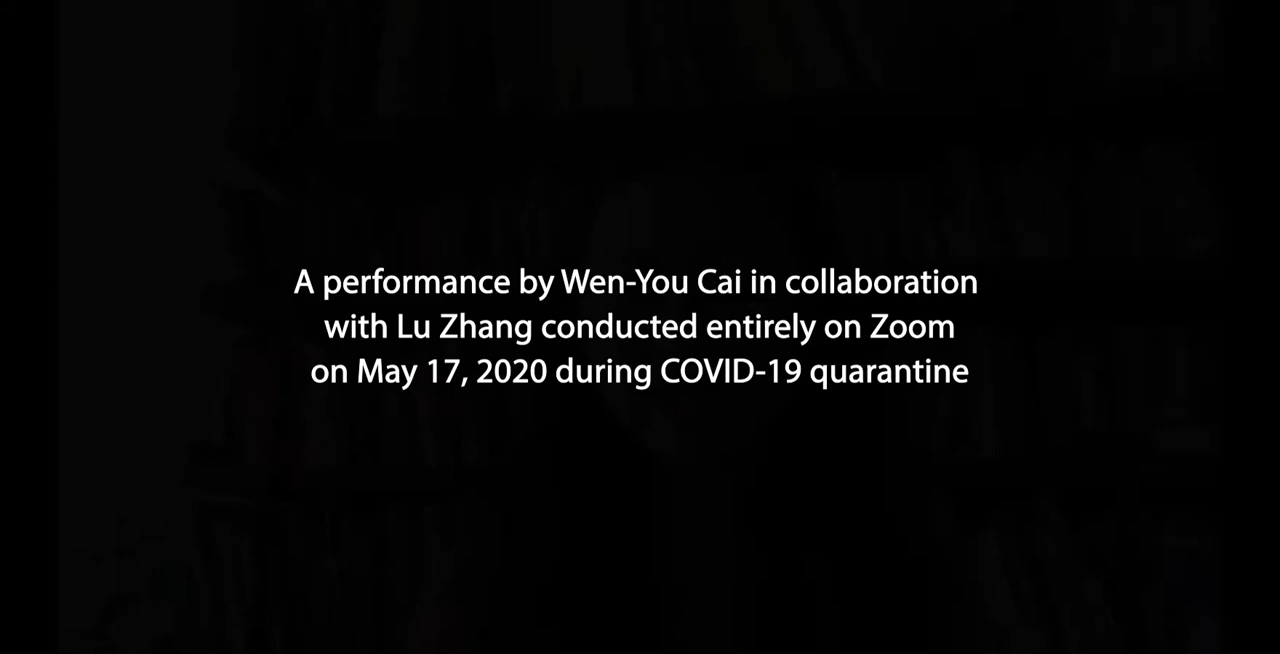 A performance by Wen-You Cai in collaboration
with Lu Zhang conducted entirely on Zoom
on May 17, 2020 during COVID-19 quarantine